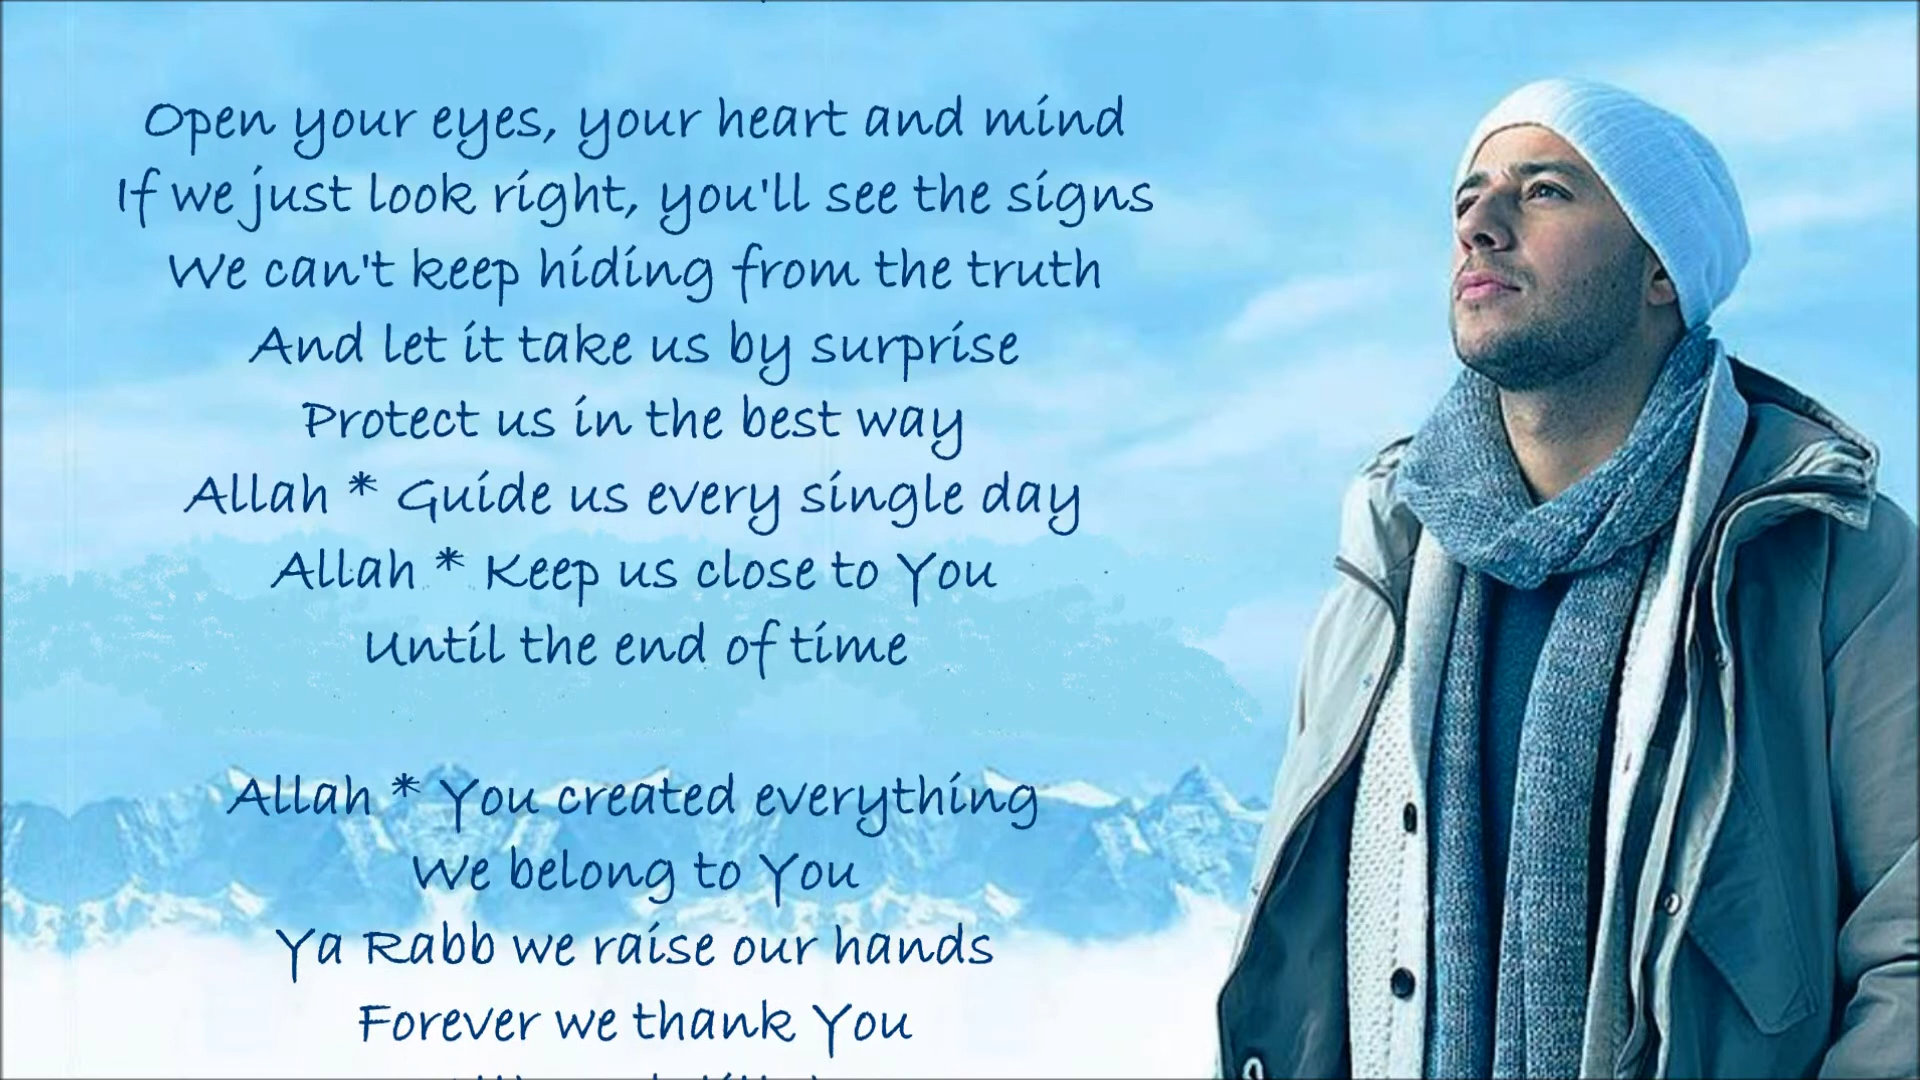 Open your eyes, your heart and mind
If we just look right, you'll see the signs
We can't keep hiding from the truth
And let it take us by surprise
Protect us in the best way
Allah * Guide us every single day
Allah * Keep us close to You
Until the end of time
Allah * You created everything
We belong to You
Ya Rabb we raise our hands
Forever we thank You